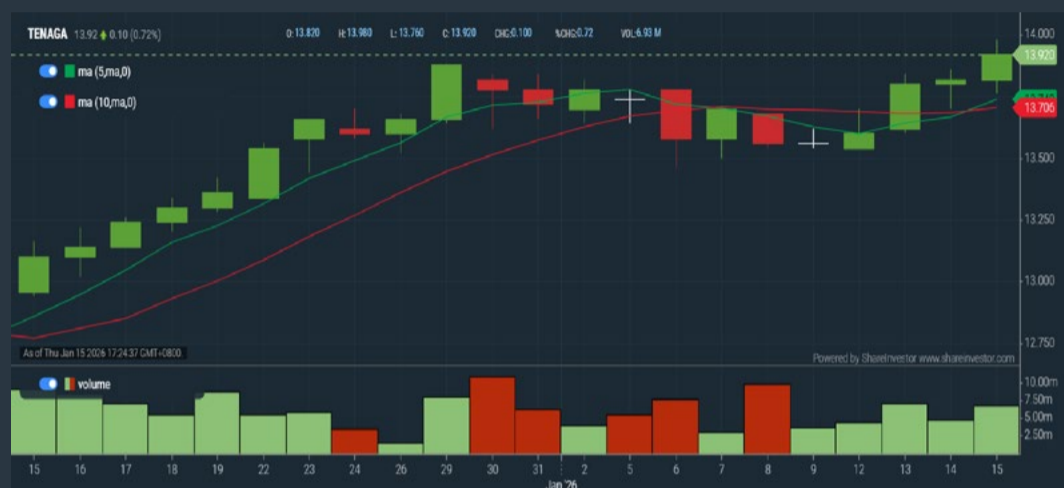 TENAGA 13.92 0.10 (0.72%) O: 13.820 H: 13.980 L: 13.760 C: 13.920 CHG:0.100 %CHG:0.72 VOL:6.93 M
ma (5,ma,0)
ma (10,ma,0)
14.000
13.920
13.706
13.500
13.250
13.000
12.750
As of Thu Jan 15 2026 17:24:37 GMT+0800
Powered by ShareInvestor www.shareinvestor.com
volume
10.00m
7.50m
5.00m
2.50m
15 16 17 18 19 22 23 24 26 29 30 31 2 5 6 7 8 9 12 13 14 15
Jan '26